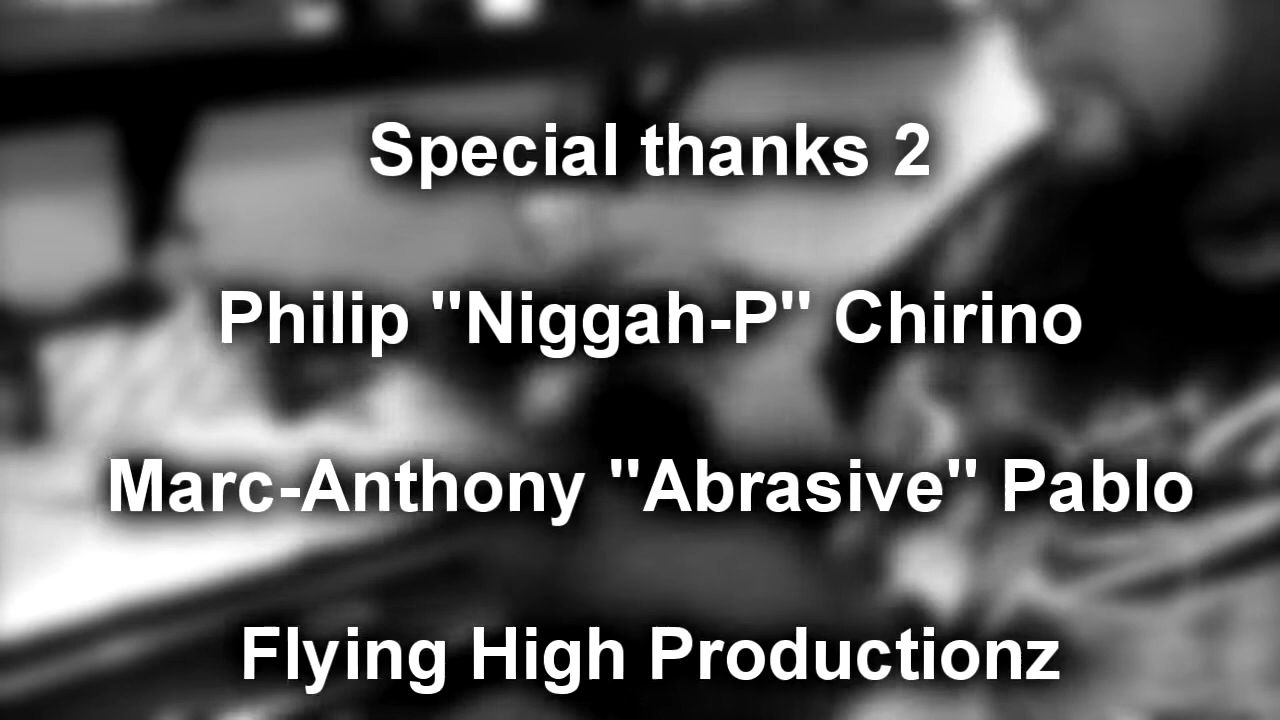 Special thanks 2
Philip "Niggah-P" Chirino
Marc-Anthony "Abrasive" Pablo
Flying High Productionz